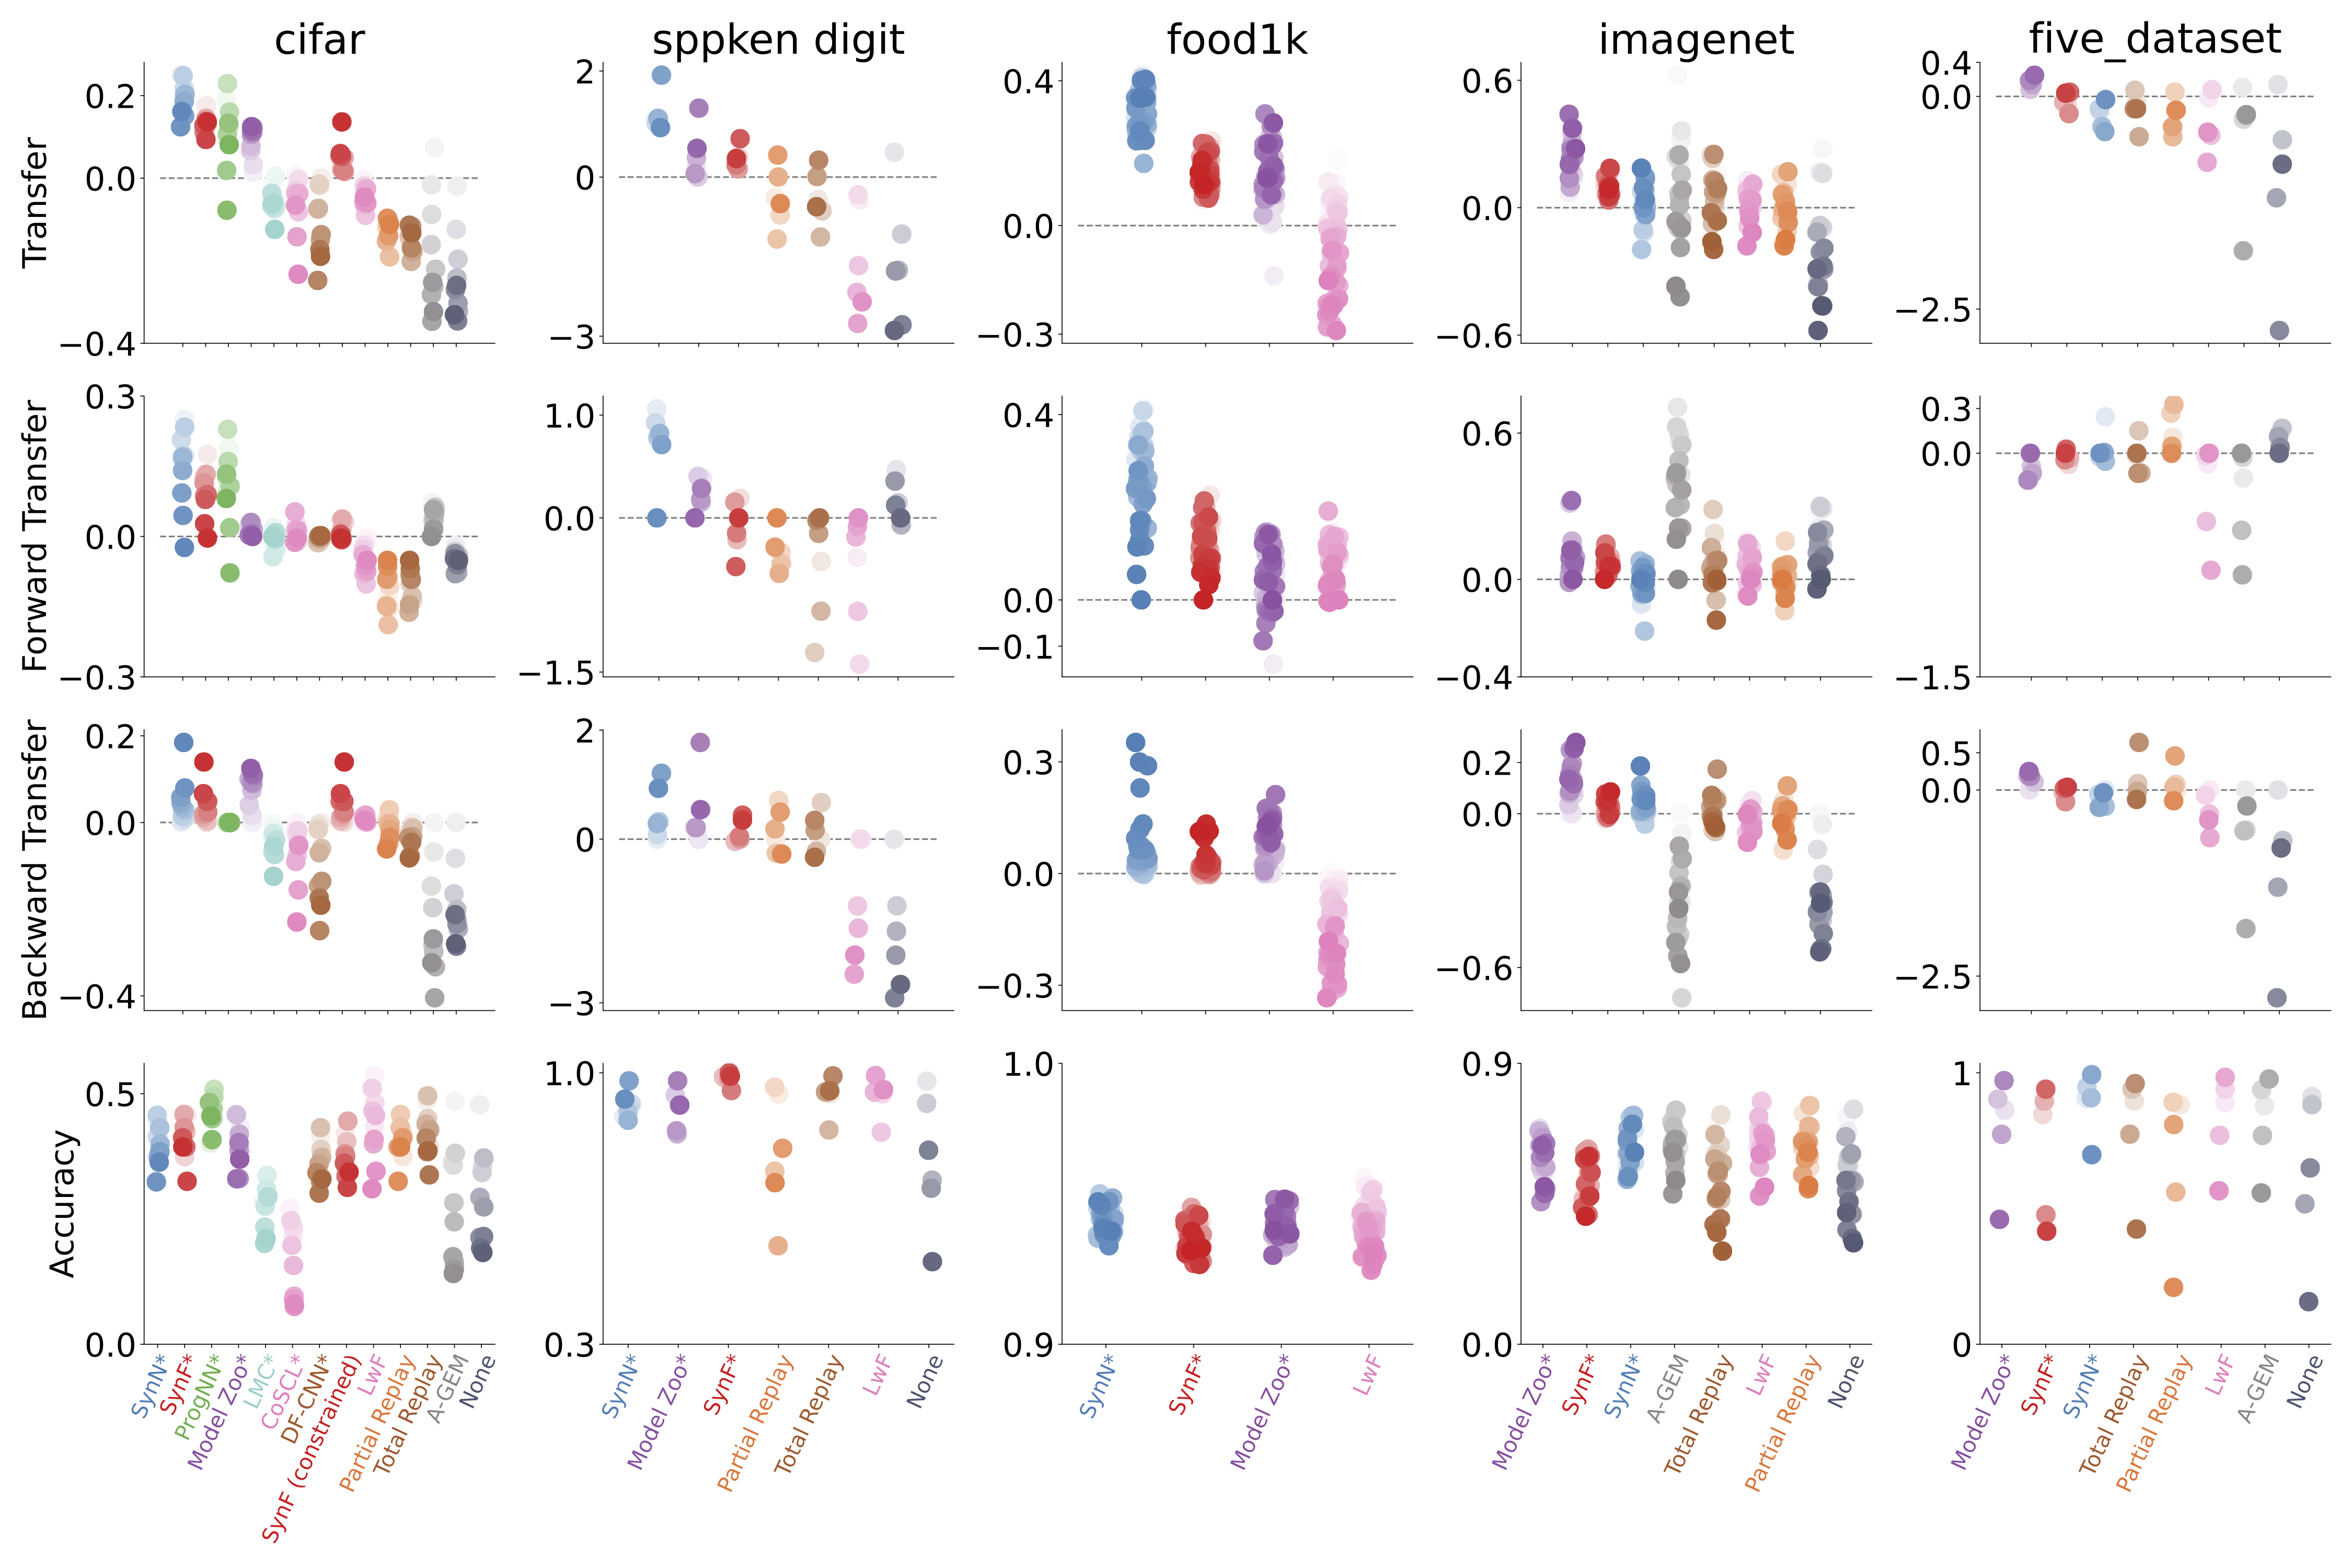 cifar
sppken digit
food1k
imagenet
five_dataset
Transfer
0.2
0.0
−0.4
2
0
−3
0.4
0.0
−0.3
0.6
0.0
−0.6
0.4
0.0
−2.5
Forward Transfer
0.3
0.0
−0.3
1.0
0.0
−1.5
0.4
0.0
−0.1
0.6
0.0
−0.4
0.3
0.0
−1.5
Backward Transfer
0.2
0.0
−0.4
2
0
−3
0.3
0.0
−0.3
0.2
0.0
−0.6
0.5
0.0
−2.5
Accuracy
0.5
0.0
1.0
0.3
1.0
0.9
0.9
0.0
1
0
SynN*
SynF*
ProgNN*
Model Zoo*
LMC*
CoSCL*
DF-CNN*
SynF (constrained)
LwF
Partial Replay
Total Replay
A-GEM
None
SynN*
Model Zoo*
SynF*
Partial Replay
Total Replay
LwF
None
SynN*
SynF*
Model Zoo*
LwF
Model Zoo*
SynF*
SynN*
A-GEM
Total Replay
LwF
Partial Replay
None
Model Zoo*
SynF*
SynN*
Total Replay
Partial Replay
LwF
A-GEM
None